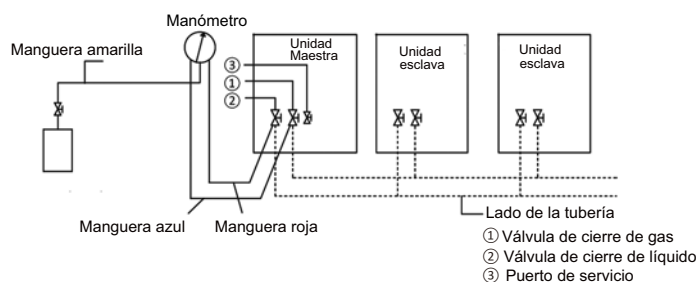 Manómetro
Manguera amarilla
Unidad
Maestra
Unidad
esclava
Unidad
esclava
③
①
②
Manguera azul
Manguera roja
Lado de la tubería
① Válvula de cierre de gas
② Válvula de cierre de líquido
③ Puerto de servicio